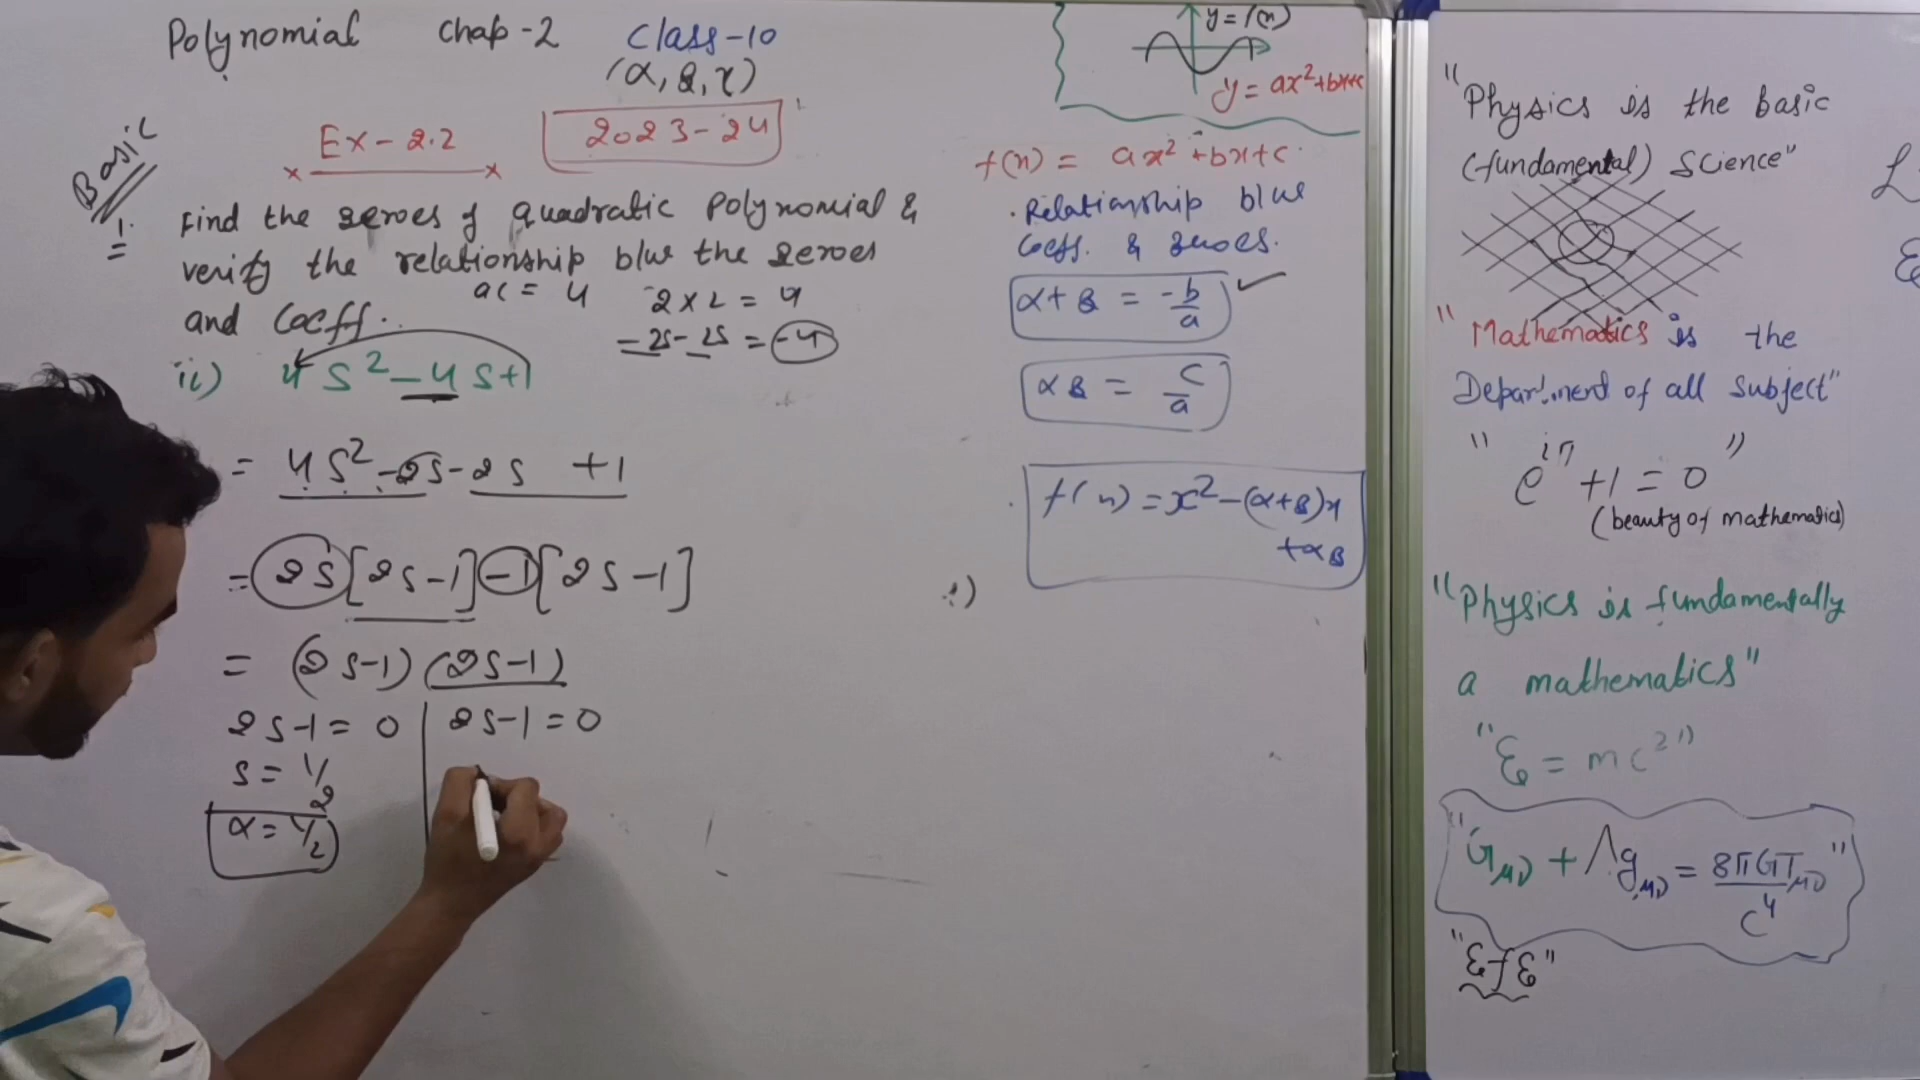 Polynomial Chap-2 Class-10
(α, β, γ)
Basic
Ex-2.2 2023-24
1. Find the zeroes of quadratic Polynomial &
verify the relationship b/w the zeroes
and Coeff.
ac = 4 2×2 = 4
-2s-2s = -4
ii) 4s²-4s+1
= 4s²-2s-2s +1
= 2s[2s-1]-1[2s-1]
= (2s-1)(2s-1)
2s-1 = 0 | 2s-1 = 0
s = 1/2
α = 1/2
y = f(x)
y = ax²+bx+c
f(x) = ax²+bx+c
· Relationship b/w
Coeff. & zeroes.
α+β = -b/a ✓
αβ = c/a
f(x) = x²-(α+β)x
+αβ
"Physics is the basic
(fundamental) Science"
"Mathematics is the
Department of all subject"
"e^iπ +1 = 0"
(beauty of mathematics)
"Physics is fundamentally
a mathematics"
"E = mc²"
"Gμν + Λgμν = 8πGTμν/c⁴"
"EfE"